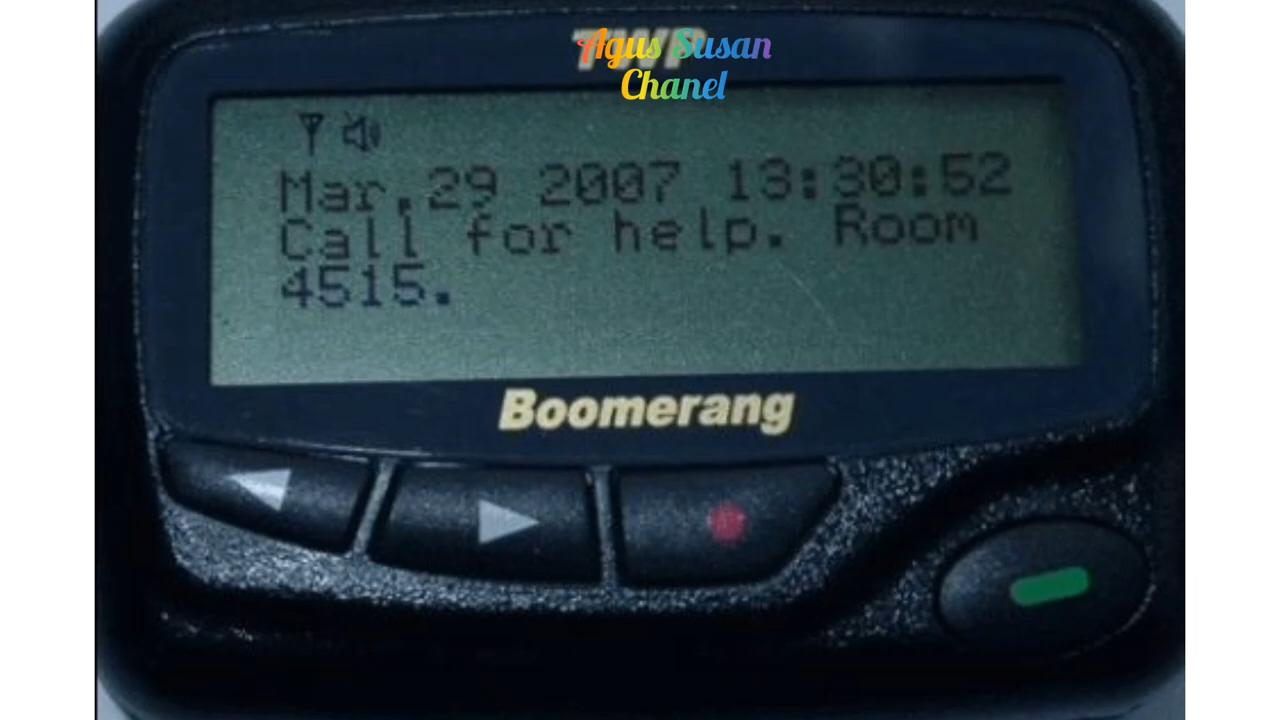 Agus Susan
Chanel
Mar.29 2007 13:30:52
Call for help. Room
4515.
Boomerang